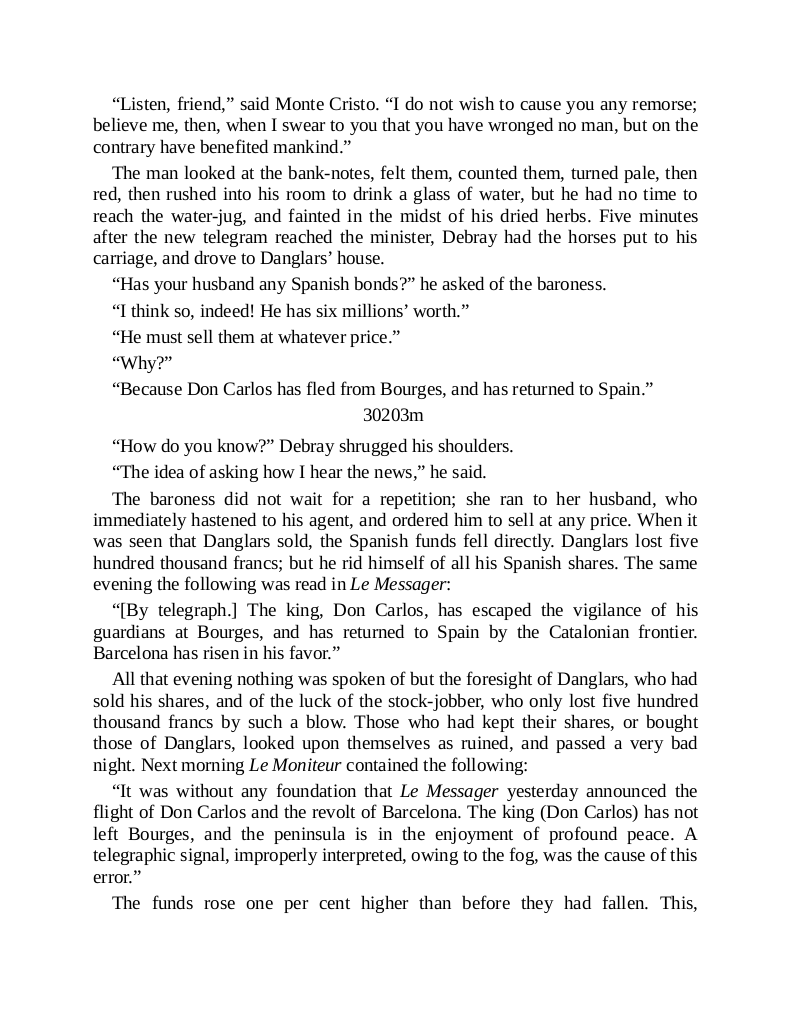 “Listen, friend,” said Monte Cristo. “I do not wish to cause you any remorse;
believe me, then, when I swear to you that you have wronged no man, but on the
contrary have benefited mankind.”
The man looked at the bank-notes, felt them, counted them, turned pale, then
red, then rushed into his room to drink a glass of water, but he had no time to
reach the water-jug, and fainted in the midst of his dried herbs. Five minutes
after the new telegram reached the minister, Debray had the horses put to his
carriage, and drove to Danglars’ house.
“Has your husband any Spanish bonds?” he asked of the baroness.
“I think so, indeed! He has six millions’ worth.”
“He must sell them at whatever price.”
“Why?”
“Because Don Carlos has fled from Bourges, and has returned to Spain.”
30203m
“How do you know?” Debray shrugged his shoulders.
“The idea of asking how I hear the news,” he said.
The baroness did not wait for a repetition; she ran to her husband, who
immediately hastened to his agent, and ordered him to sell at any price. When it
was seen that Danglars sold, the Spanish funds fell directly. Danglars lost five
hundred thousand francs; but he rid himself of all his Spanish shares. The same
evening the following was read in Le Messager:
“[By telegraph.] The king, Don Carlos, has escaped the vigilance of his
guardians at Bourges, and has returned to Spain by the Catalonian frontier.
Barcelona has risen in his favor.”
All that evening nothing was spoken of but the foresight of Danglars, who had
sold his shares, and of the luck of the stock-jobber, who only lost five hundred
thousand francs by such a blow. Those who had kept their shares, or bought
those of Danglars, looked upon themselves as ruined, and passed a very bad
night. Next morning Le Moniteur contained the following:
“It was without any foundation that Le Messager yesterday announced the
flight of Don Carlos and the revolt of Barcelona. The king (Don Carlos) has not
left Bourges, and the peninsula is in the enjoyment of profound peace. A
telegraphic signal, improperly interpreted, owing to the fog, was the cause of this
error.”
The funds rose one per cent higher than before they had fallen. This,